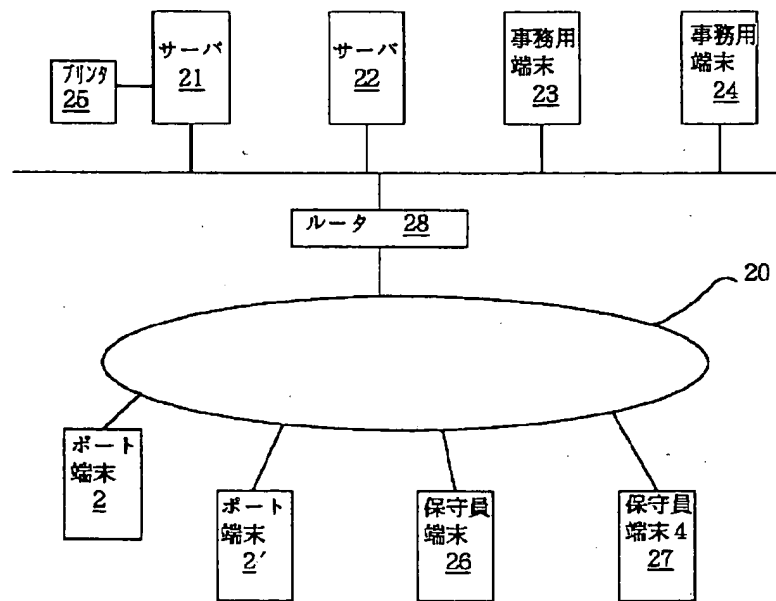 プリンタ
25
サーバ
21
サーバ
22
事務用
端末
23
事務用
端末
24
ルータ 28
20
ポート
端末
2
ポート
端末
2′
保守員
端末
26
保守員
端末4
27